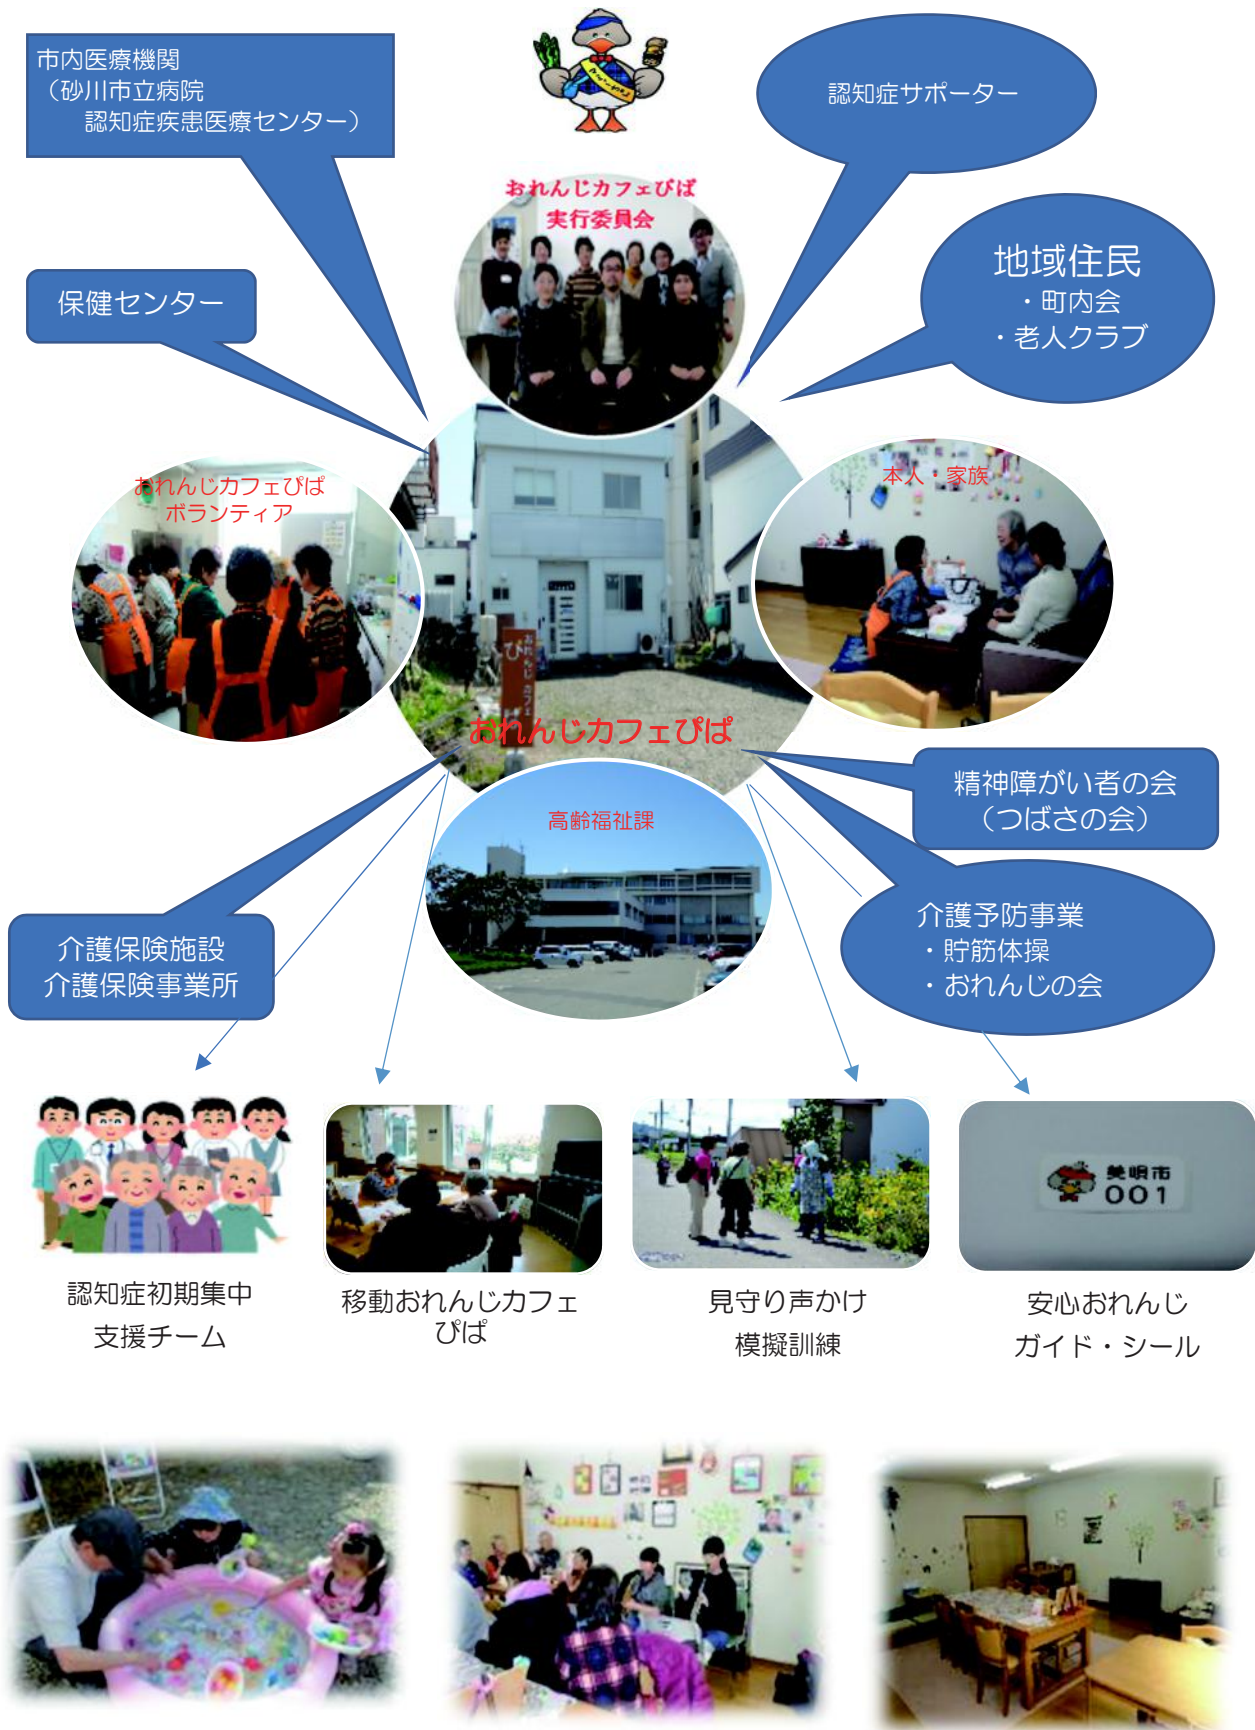 市内医療機関
（砂川市立病院
認知症疾患医療センター）
認知症サポーター
おれんじカフェぴぱ
実行委員会
地域住民
・町内会
・老人クラブ
保健センター
おれんじカフェぴぱ
ボランティア
本人・家族
おれんじ カフェ
おれんじカフェぴぱ
高齢福祉課
精神障がい者の会
（つばさの会）
介護予防事業
・貯筋体操
・おれんじの会
介護保険施設
介護保険事業所
美唄市
001
認知症初期集中
支援チーム
移動おれんじカフェ
ぴぱ
見守り声かけ
模擬訓練
安心おれんじ
ガイド・シール